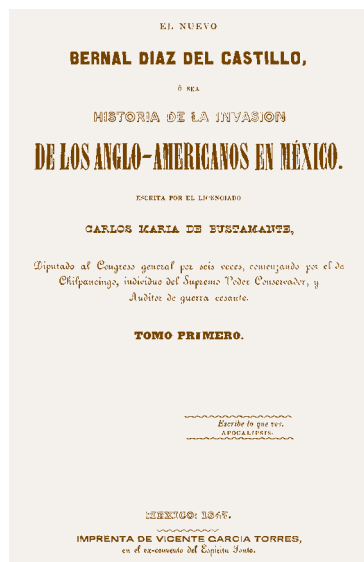 EL NUEVO
BERNAL DIAZ DEL CASTILLO,
Ó SEA
HISTORIA DE LA INVASION
DE LOS ANGLO-AMERICANOS EN MÉXICO.
ESCRITA POR EL LICENCIADO
CARLOS MARIA DE BUSTAMANTE,
Diputado al Congreso general por seis veces, comenzando por el de
Chilpancingo, individuo del Supremo Poder Conservador, y
Auditor de guerra cesante.
TOMO PRIMERO.
Escribe lo que ves.
APOCALIPSIS.
MEXICO: 1847.
IMPRENTA DE VICENTE GARCIA TORRES,
en el ex-convento del Espíritu Santo.